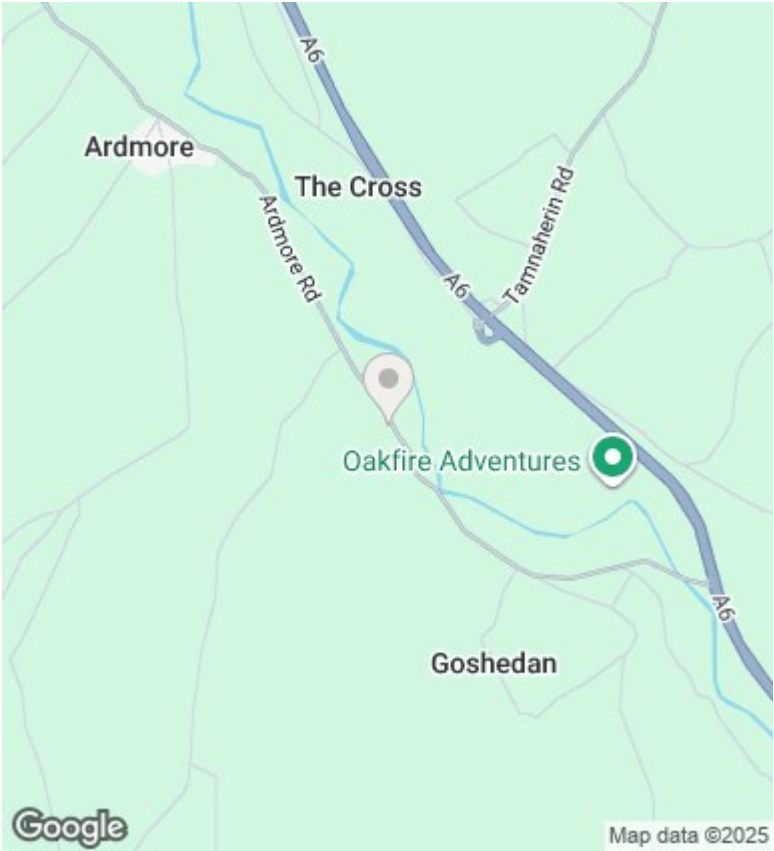 A6
Ardmore
The Cross
Tamnaherin Rd
Ardmore Rd
A6
Oakfire Adventures
A6
Goshedan
Google
Map data ©2025